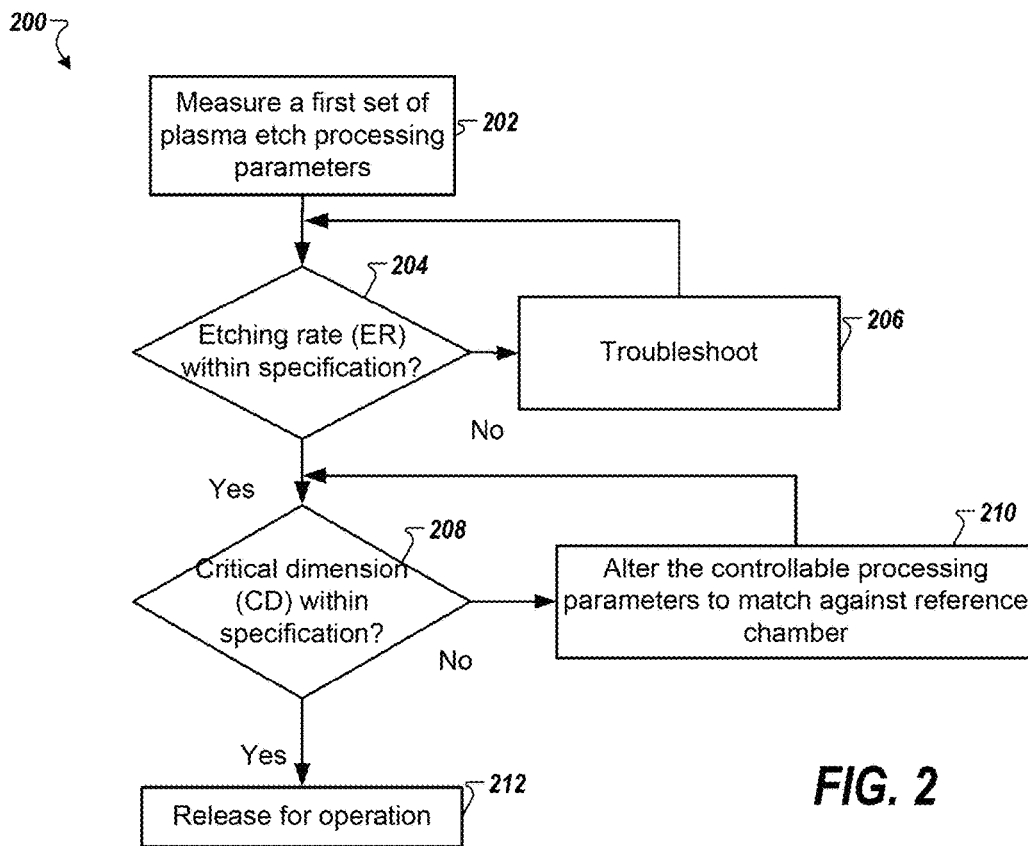 200
Measure a first set of
plasma etch processing
parameters
202
204
Etching rate (ER)
within specification?
206
Troubleshoot
No
Yes
208
210
Critical dimension
(CD) within
specification?
Alter the controllable processing
parameters to match against reference
chamber
No
Yes
212
Release for operation
FIG. 2